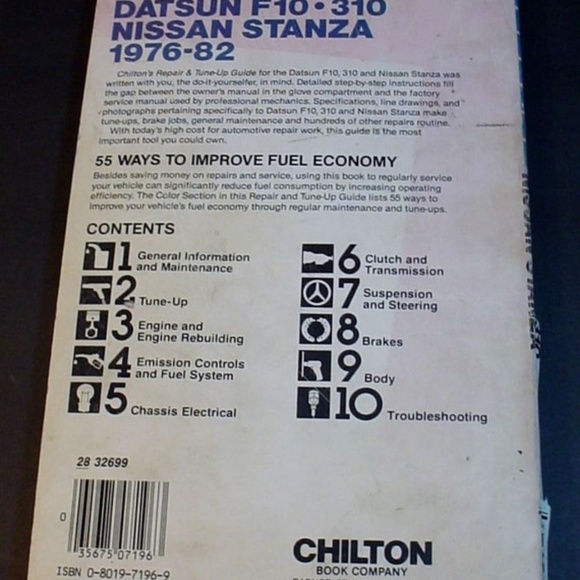 DATSUN F10 • 310
NISSAN STANZA
1976-82
Chilton's Repair & Tune-Up Guide for the Datsun F10, 310 and Nissan Stanza was
written with you, the do-it-yourselfer, in mind. Detailed step-by-step instructions fill
the gap between the owner's manual in the glove compartment and the factory
service manual used by professional mechanics. Specifications, line drawings, and
photographs pertaining specifically to Datsun F10, 310 and Nissan Stanza make
tune-ups, brake jobs, general maintenance and hundreds of other repairs routine.
With today's high cost for automotive repair work, this guide is the most
important tool you could own.
55 WAYS TO IMPROVE FUEL ECONOMY
Besides saving money on repairs and service, using this book to regularly service
your vehicle can significantly reduce fuel consumption by increasing operating
efficiency. The Color Section in this Repair and Tune-Up Guide lists 55 ways to
improve your vehicle's fuel economy through regular maintenance and tune-ups.
CONTENTS
1 General Information
and Maintenance
2 Tune-Up
3 Engine and
Engine Rebuilding
4 Emission Controls
and Fuel System
5 Chassis Electrical
6 Clutch and
Transmission
7 Suspension
and Steering
8 Brakes
9 Body
10 Troubleshooting
28 32699
0 35675 07196
ISBN 0-8019-7196-9
CHILTON
BOOK COMPANY